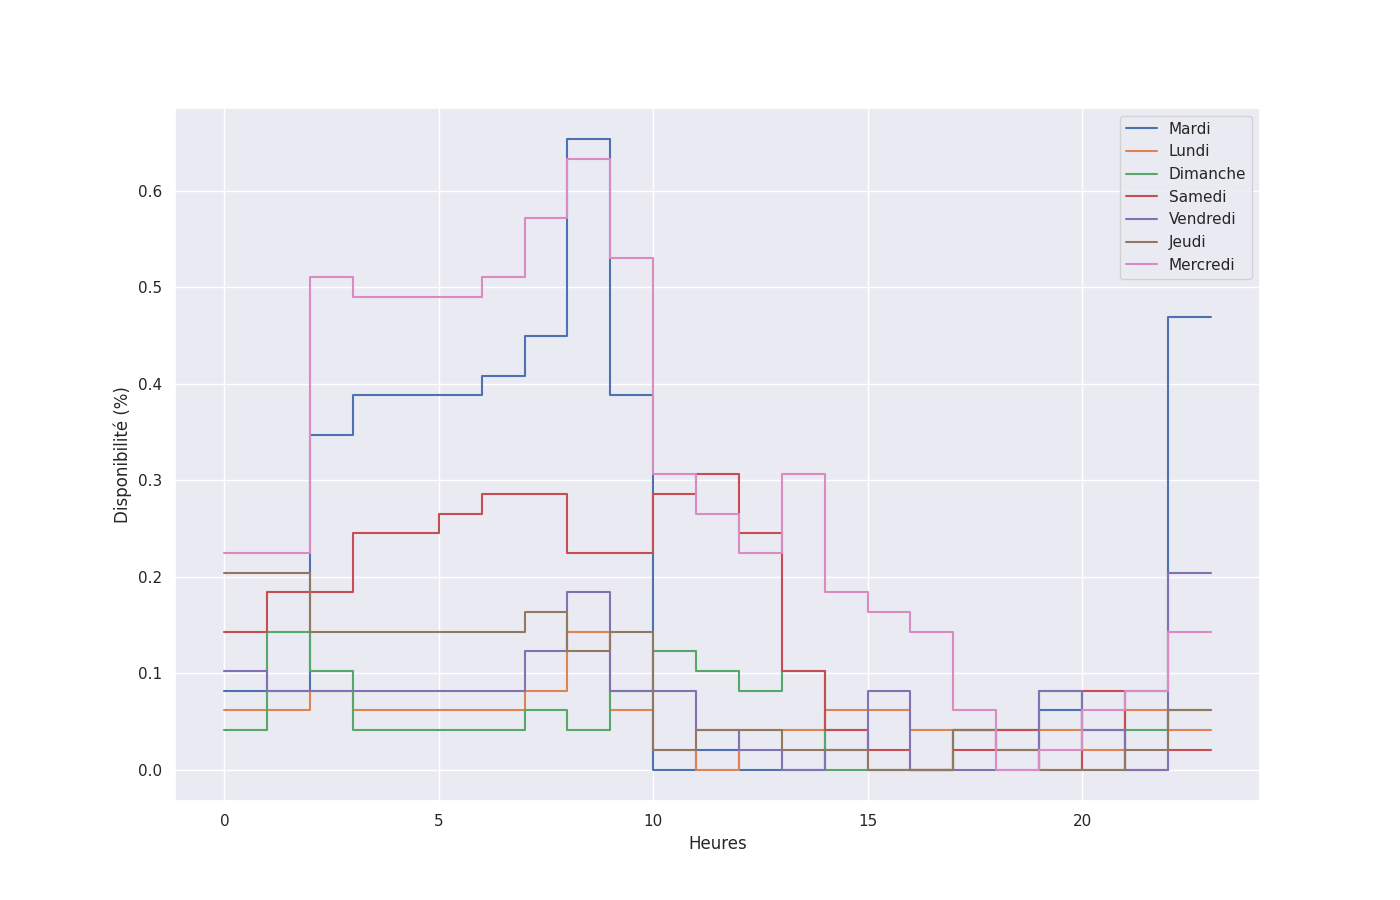 Mardi
Lundi
Dimanche
Samedi
Vendredi
Jeudi
Mercredi
0.6
0.5
0.4
0.3
0.2
0.1
0.0
Disponibilité (%)
0 5 10 15 20
Heures